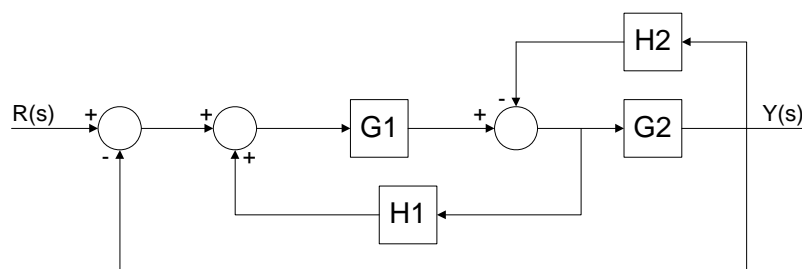 H2
-
R(s)
+
+
G1
+
G2
Y(s)
-
+
H1